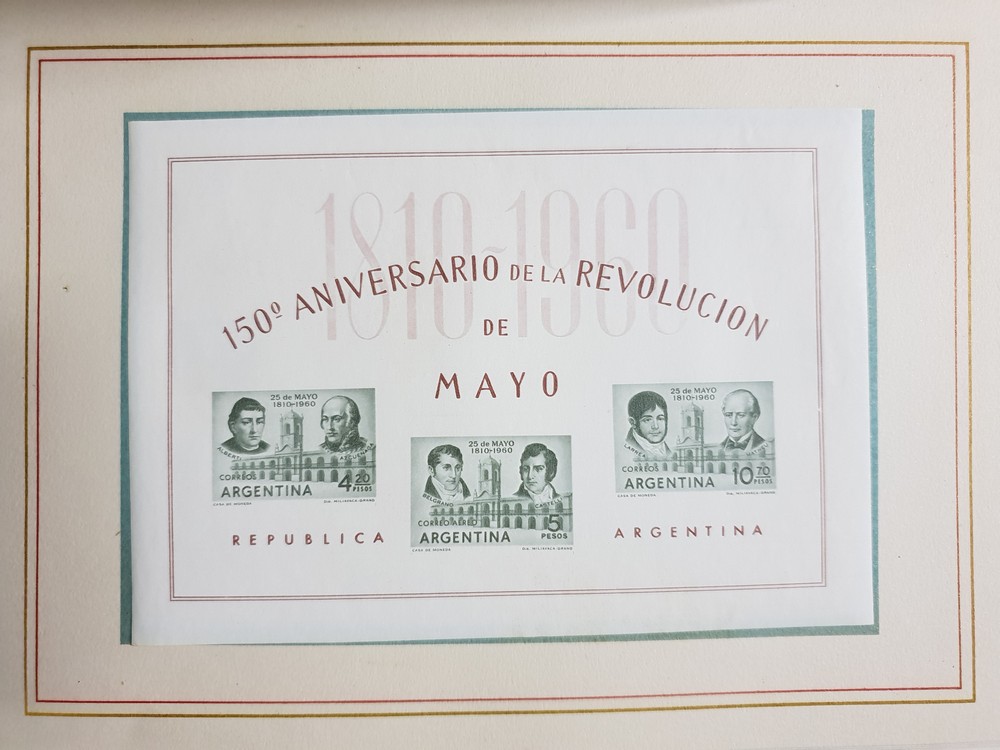 1810-1960
150º ANIVERSARIO DE LA REVOLUCION
DE
MAYO
25 de MAYO
1810-1960
ALBERTI
AZCUENAGA
CORREOS
4 20
PESOS
ARGENTINA
CASA DE MONEDA
25 de MAYO
1810-1960
BELGRANO
CASTELLI
CORREO AEREO
5
PESOS
ARGENTINA
CASA DE MONEDA
25 de MAYO
1810-1960
LARREA
CORREOS
10 70
PESOS
ARGENTINA
CASA DE MONEDA
REPUBLICA
ARGENTINA